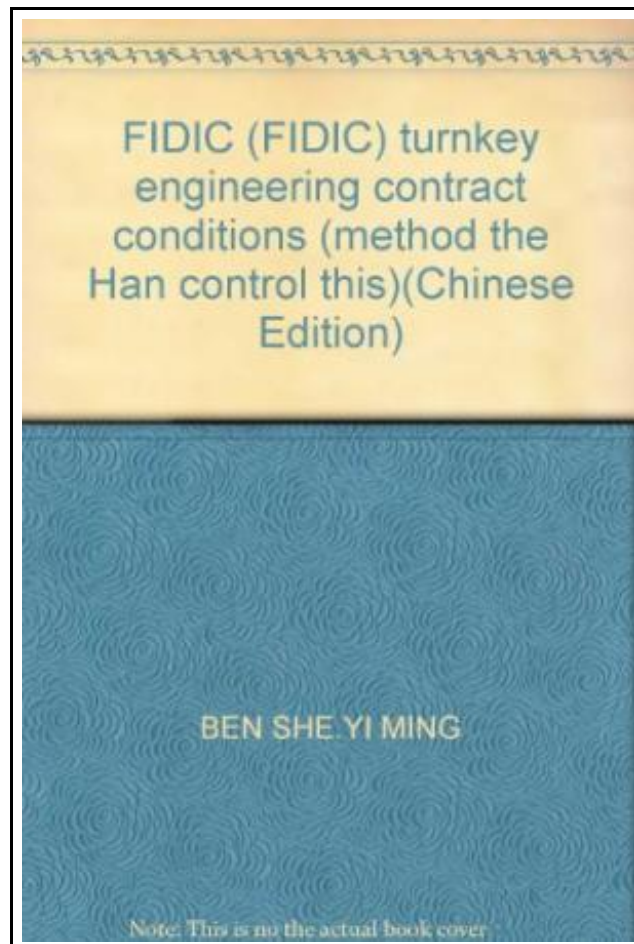 FIDIC (FIDIC) turnkey
engineering contract
conditions (method the
Han control this)(Chinese
Edition)
BEN SHE.YI MING
Note: This is no the actual book cover